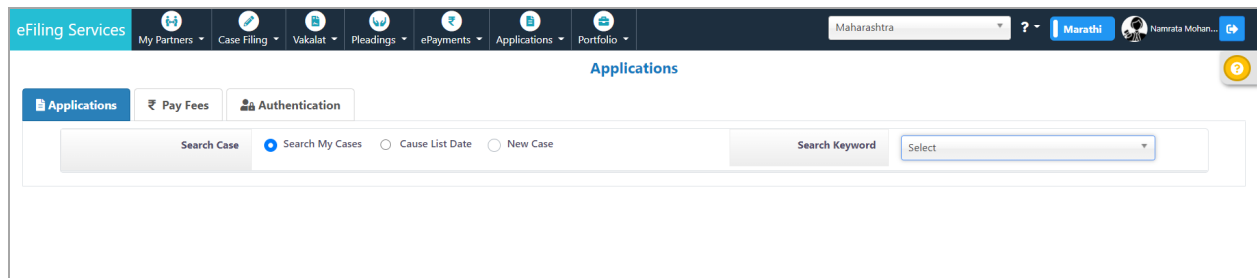 eFiling Services My Partners Case Filing Vakalat Pleadings ePayments Applications Portfolio Maharashtra ? Marathi Namrata Mohan...
Applications
Applications ₹ Pay Fees Authentication
Search Case Search My Cases Cause List Date New Case Search Keyword Select